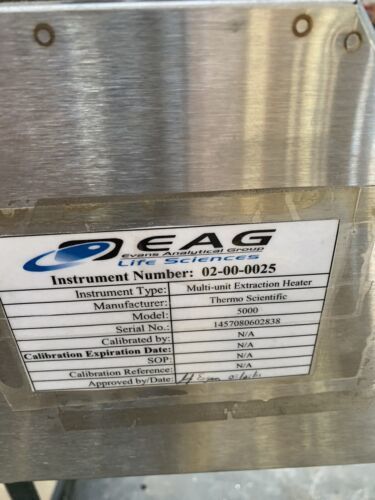 EAG
Evans Analytical Group
Life Sciences
Instrument Number: 02-00-0025
Instrument Type: Multi-unit Extraction Heater
Manufacturer: Thermo Scientific
Model: 5000
Serial No.: 1457080602838
Calibrated by: N/A
Calibration Expiration Date: N/A
SOP: N/A
Calibration Reference: N/A
Approved by/Date: